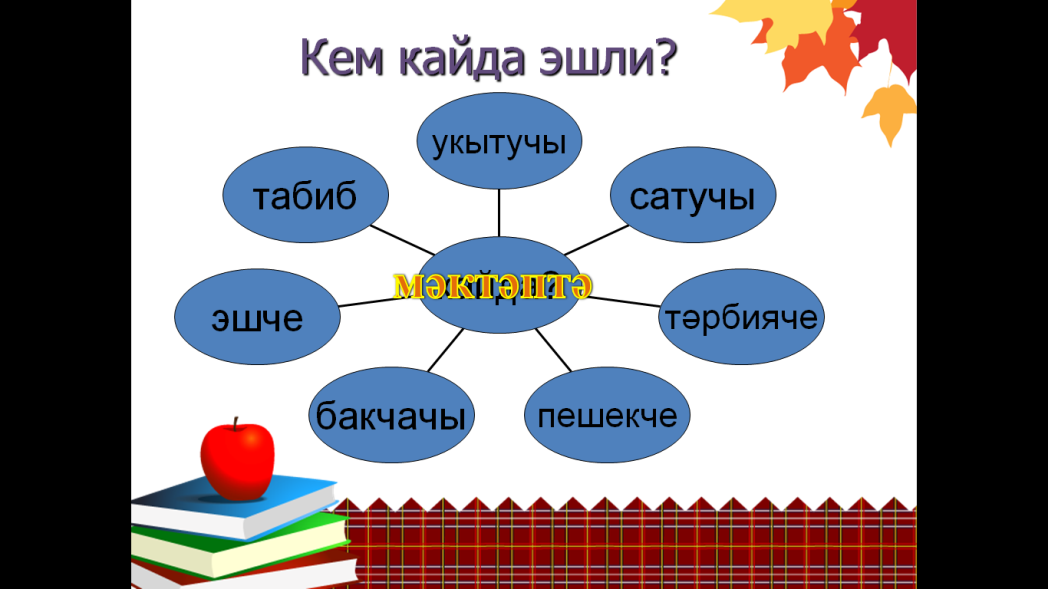 Кем кайда эшли?
укытучы
табиб
сатучы
мәктәптә
эшче
тәрбияче
бакчачы
пешекче